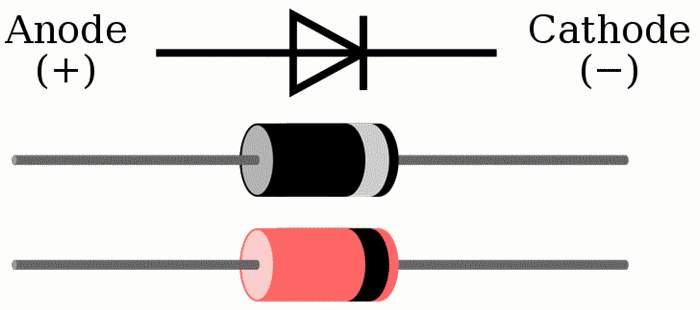 Anode
(+)
Cathode
(−)